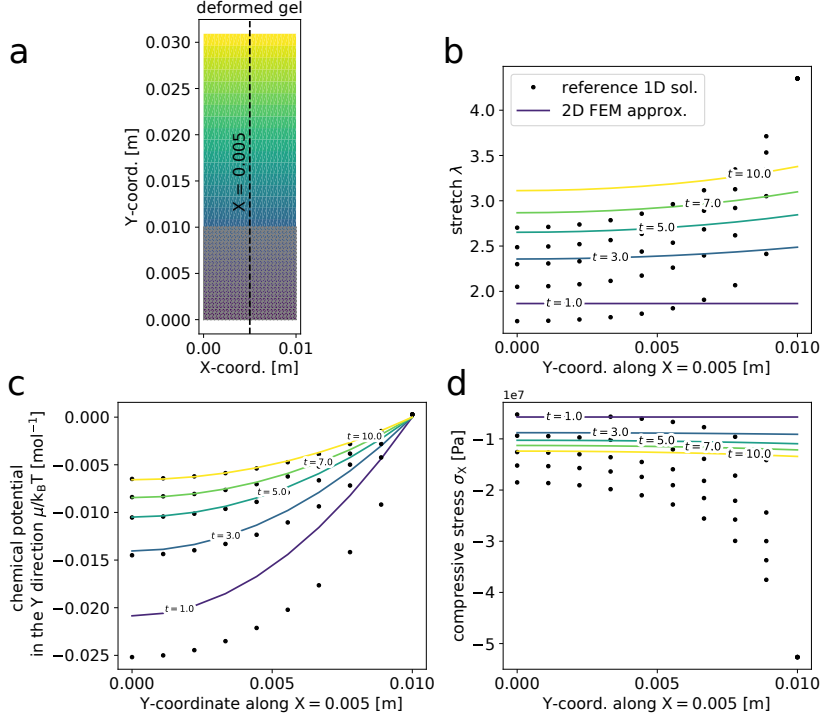 deformed gel
a
0.030
0.025
0.020
0.015
0.010
0.005
0.000
Y-coord. [m]
X = 0.005
0.00
0.01
X-coord. [m]
b
reference 1D sol.
2D FEM approx.
4.0
3.5
3.0
2.5
2.0
stretch λ
t = 10.0
t = 7.0
t = 5.0
t = 3.0
t = 1.0
0.000
0.005
0.010
Y-coord. along X = 0.005 [m]
c
0.000
−0.005
−0.010
−0.015
−0.020
−0.025
chemical potential
in the Y direction μ/kBT [mol−1]
t = 10.0
t = 7.0
t = 5.0
t = 3.0
t = 1.0
0.000
0.005
0.010
Y-coordinate along X = 0.005 [m]
d
1e7
−1
−2
−3
−4
−5
compressive stress σX [Pa]
t = 1.0
t = 3.0
t = 5.0
t = 7.0
t = 10.0
0.000
0.005
0.010
Y-coord. along X = 0.005 [m]